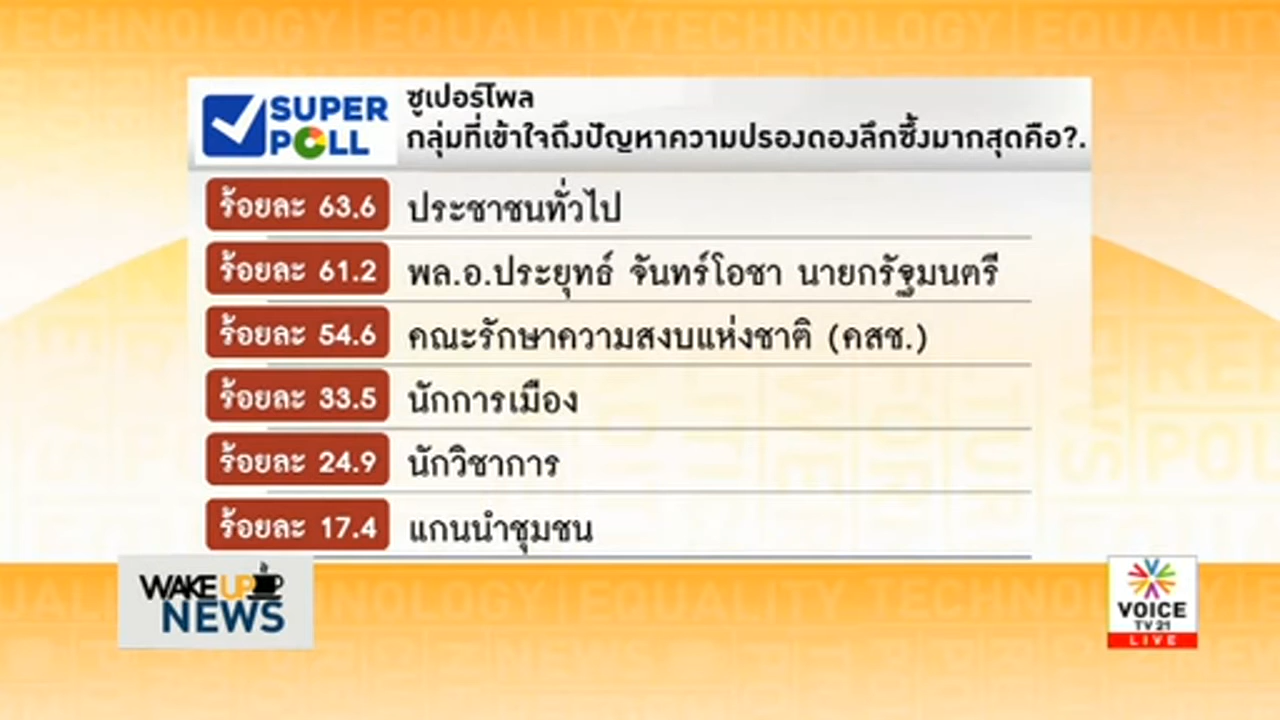 TECHNOLOGY EQUALITY TECHNOLOGY EQUALITY
SUPER
POLL
ซูเปอร์โพล
กลุ่มที่เข้าใจถึงปัญหาความปรองดองลึกซึ้งมากสุดคือ?.
ร้อยละ 63.6 ประชาชนทั่วไป
ร้อยละ 61.2 พล.อ.ประยุทธ์ จันทร์โอชา นายกรัฐมนตรี
ร้อยละ 54.6 คณะรักษาความสงบแห่งชาติ (คสช.)
ร้อยละ 33.5 นักการเมือง
ร้อยละ 24.9 นักวิชาการ
ร้อยละ 17.4 แกนนำชุมชน
WAKE UP
NEWS
VOICE
TV 21
LIVE